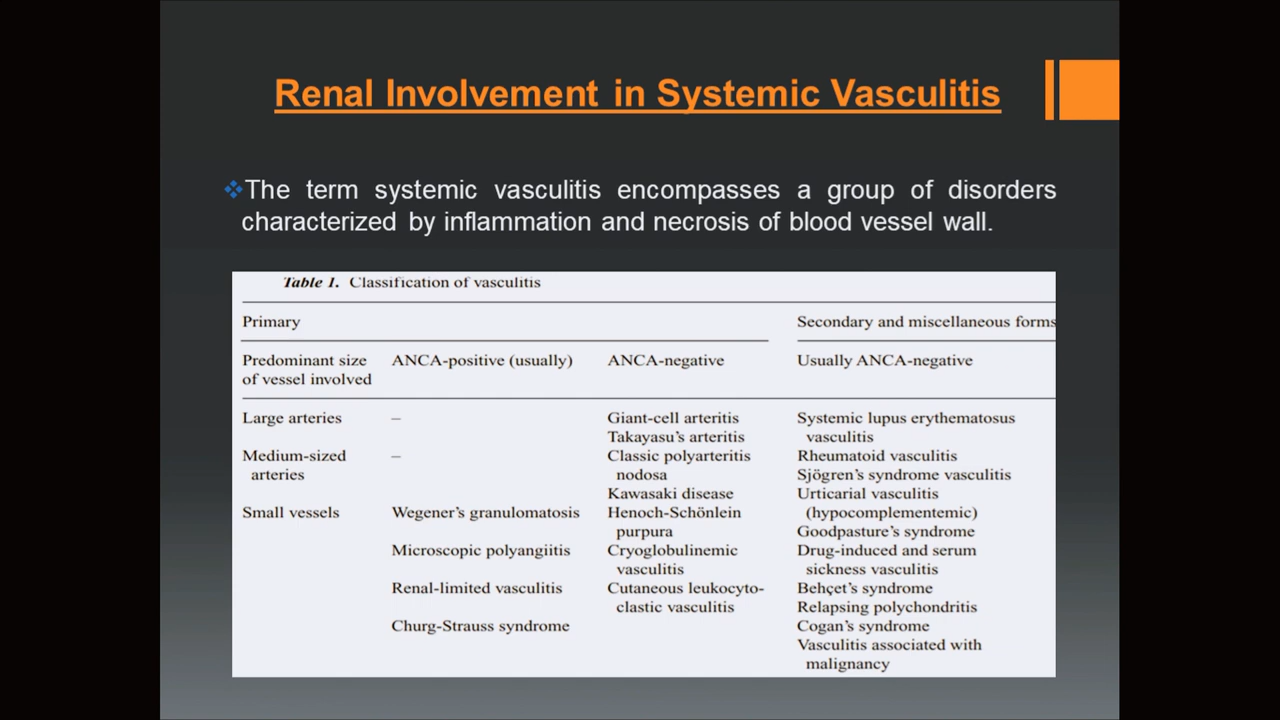 Renal Involvement in Systemic Vasculitis
❖The term systemic vasculitis encompasses a group of disorders
characterized by inflammation and necrosis of blood vessel wall.
Table 1. Classification of vasculitis
Primary Secondary and miscellaneous forms
Predominant size ANCA-positive (usually) ANCA-negative Usually ANCA-negative
of vessel involved
Large arteries – Giant-cell arteritis Systemic lupus erythematosus
Takayasu's arteritis vasculitis
Medium-sized – Classic polyarteritis Rheumatoid vasculitis
arteries nodosa Sjögren's syndrome vasculitis
Kawasaki disease Urticarial vasculitis
Small vessels Wegener's granulomatosis Henoch-Schönlein (hypocomplementemic)
purpura Goodpasture's syndrome
Microscopic polyangiitis Cryoglobulinemic Drug-induced and serum
vasculitis sickness vasculitis
Renal-limited vasculitis Cutaneous leukocyto- Behçet's syndrome
clastic vasculitis Relapsing polychondritis
Churg-Strauss syndrome Cogan's syndrome
Vasculitis associated with
malignancy